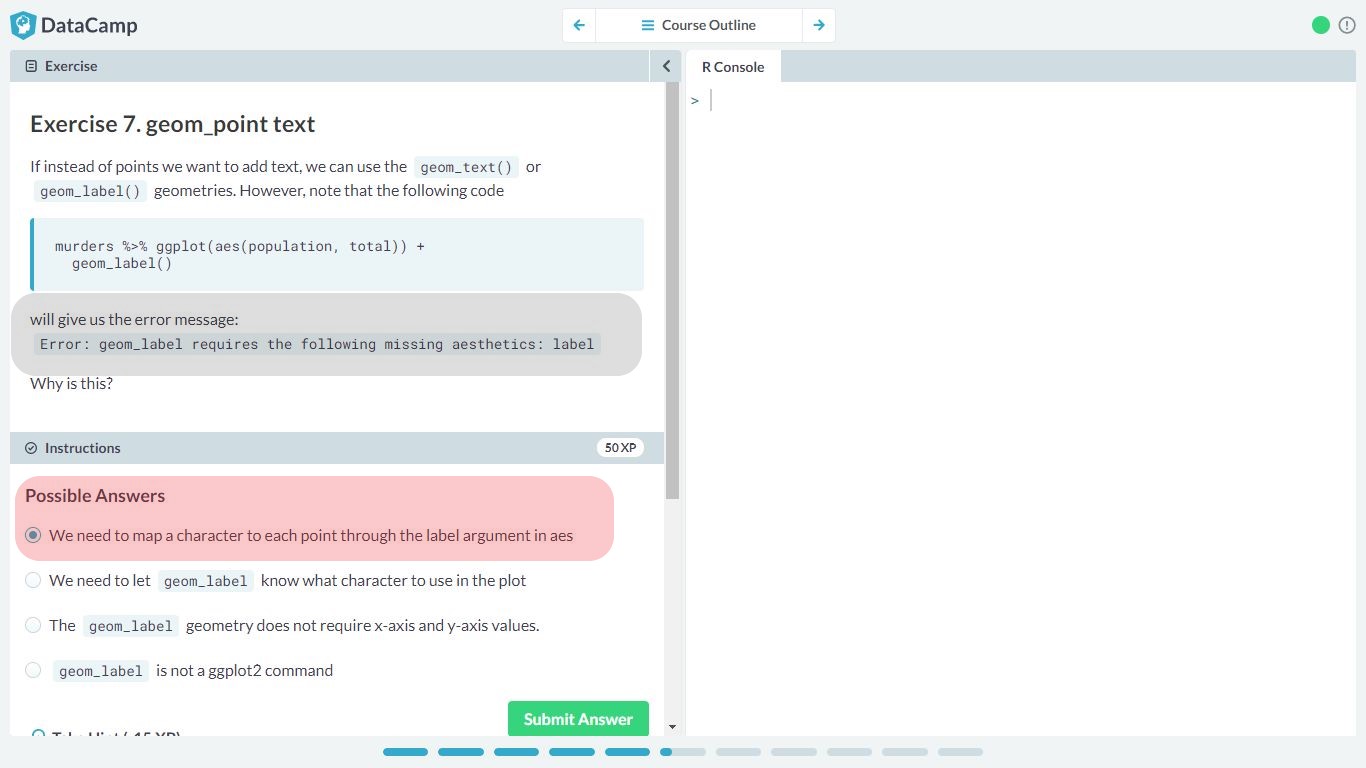 DataCamp
Course Outline
Exercise
R Console
>
Exercise 7. geom_point text
If instead of points we want to add text, we can use the geom_text() or
geom_label() geometries. However, note that the following code
murders %>% ggplot(aes(population, total)) +
geom_label()
will give us the error message:
Error: geom_label requires the following missing aesthetics: label
Why is this?
Instructions
50 XP
Possible Answers
We need to map a character to each point through the label argument in aes
We need to let geom_label know what character to use in the plot
The geom_label geometry does not require x-axis and y-axis values.
geom_label is not a ggplot2 command
Submit Answer
Take Hint (-15 XP)